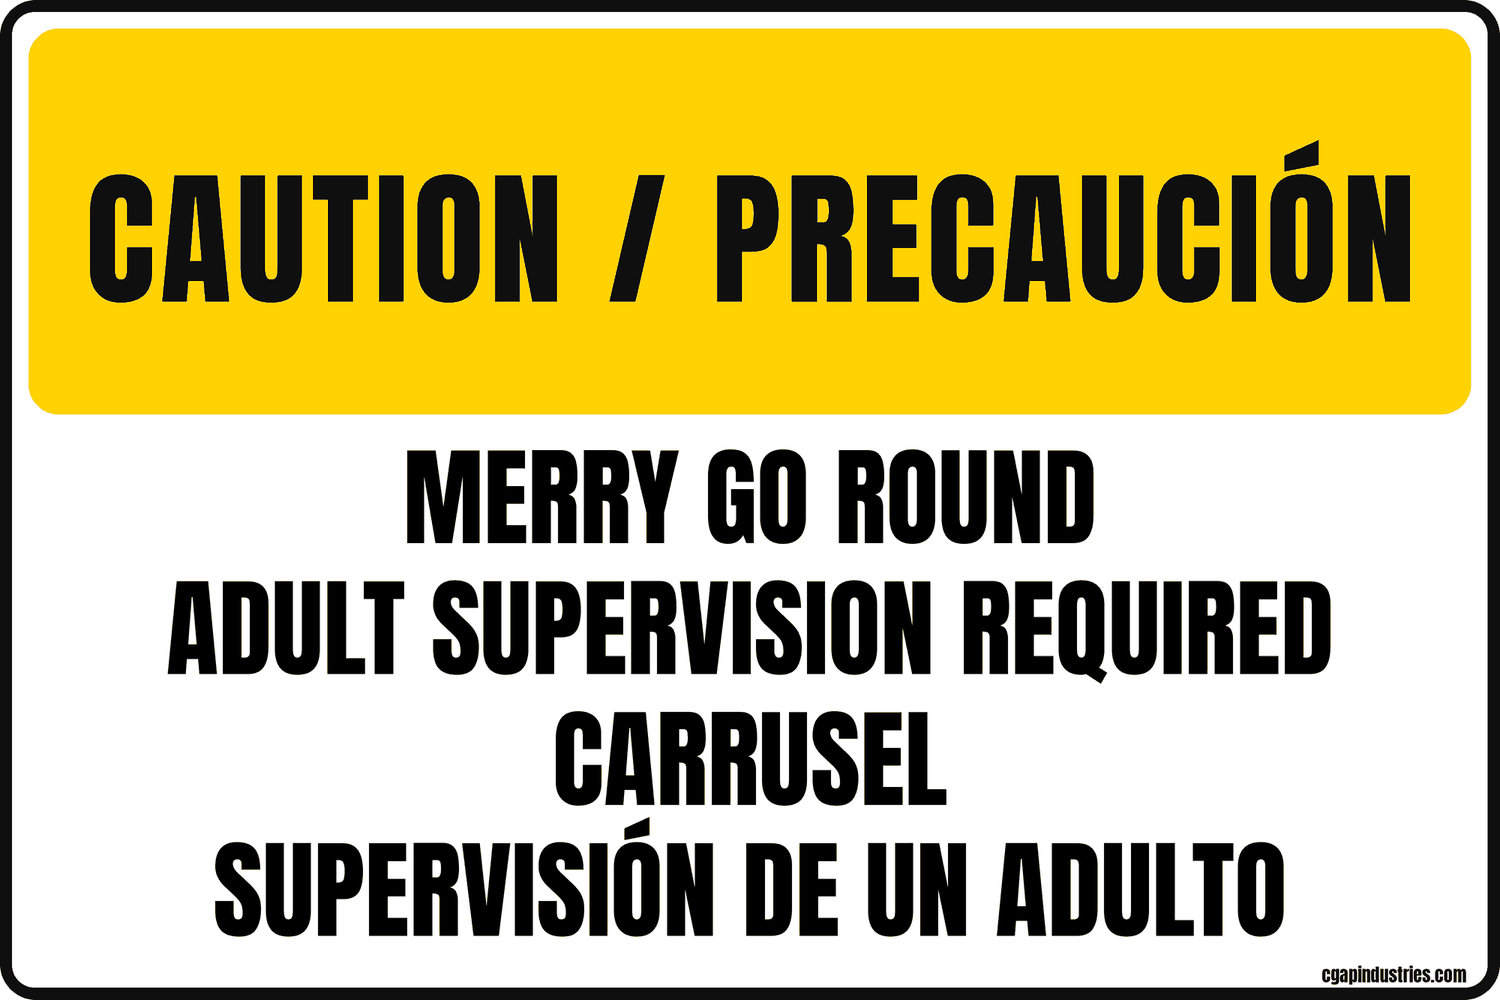 CAUTION / PRECAUCIÓN
MERRY GO ROUND
ADULT SUPERVISION REQUIRED
CARRUSEL
SUPERVISIÓN DE UN ADULTO
cgapindustries.com